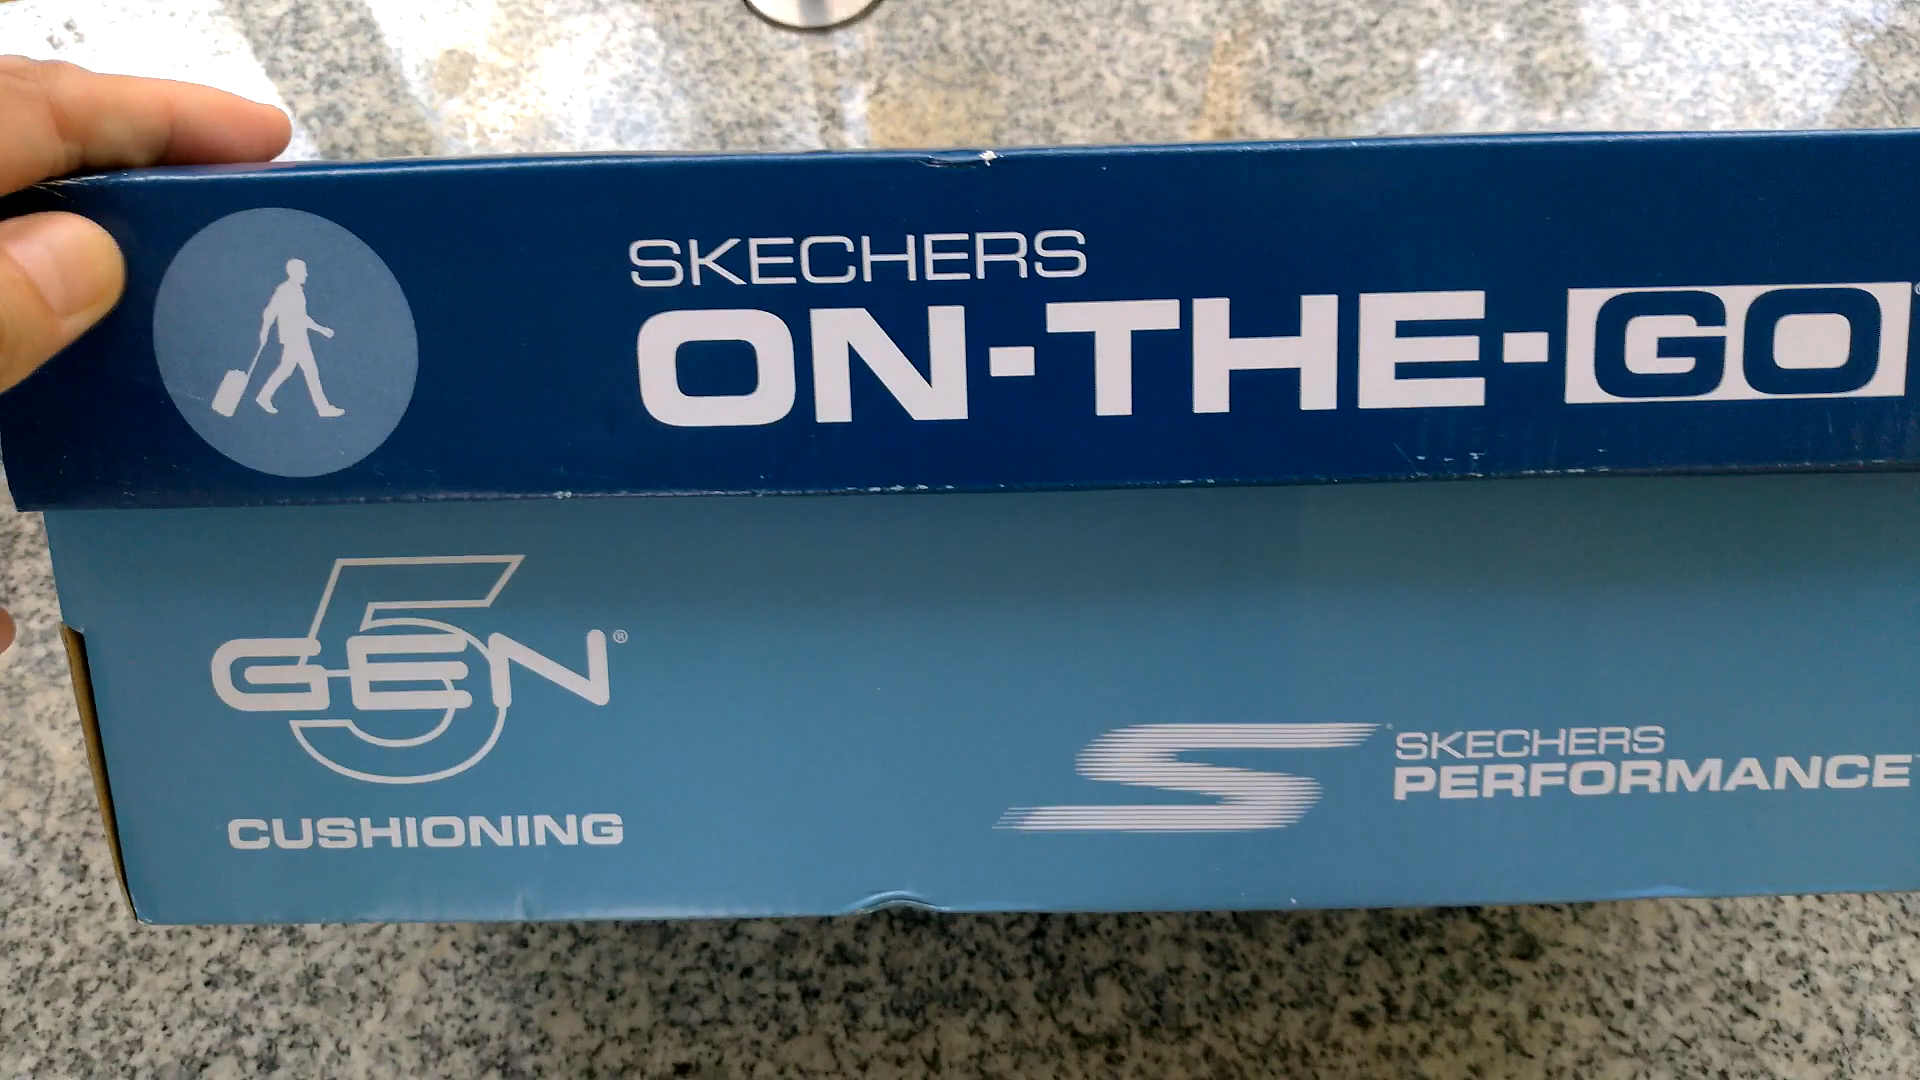 SKECHERS
ON-THE-GO
5
GEN®
CUSHIONING
S
SKECHERS
PERFORMANCE